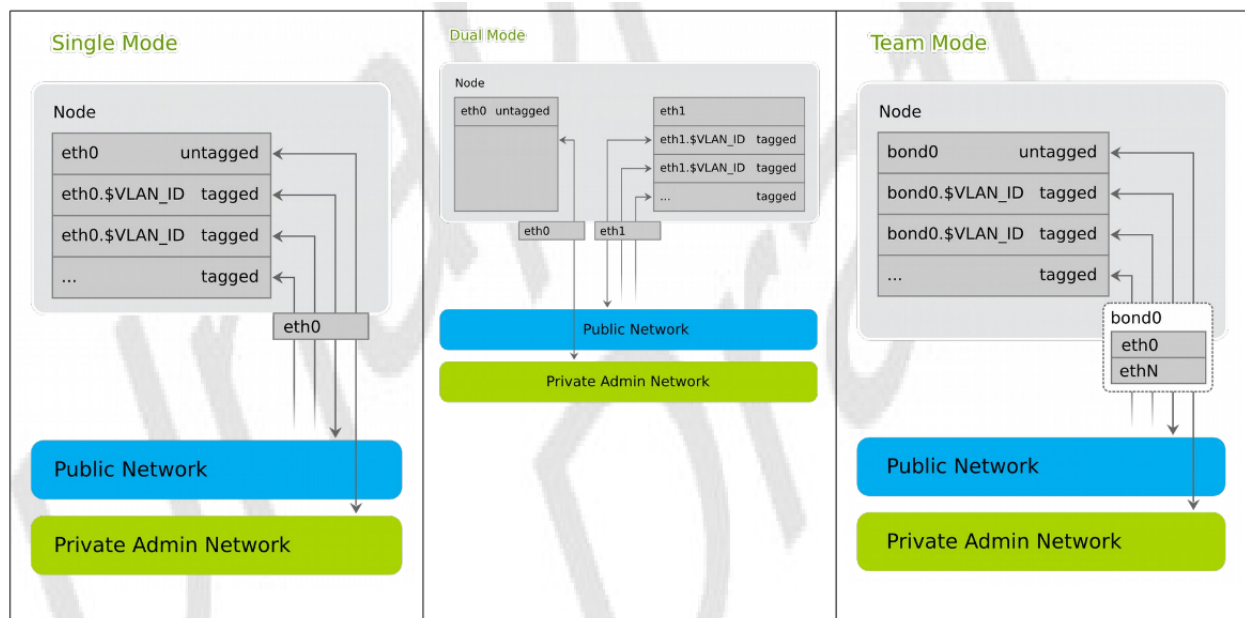 Single Mode
Node
eth0 untagged
eth0.$VLAN_ID tagged
eth0.$VLAN_ID tagged
... tagged
eth0
Public Network
Private Admin Network
Dual Mode
Node
eth0 untagged
eth1
eth1.$VLAN_ID tagged
eth1.$VLAN_ID tagged
... tagged
eth0
eth1
Public Network
Private Admin Network
Team Mode
Node
bond0 untagged
bond0.$VLAN_ID tagged
bond0.$VLAN_ID tagged
... tagged
bond0
eth0
ethN
Public Network
Private Admin Network